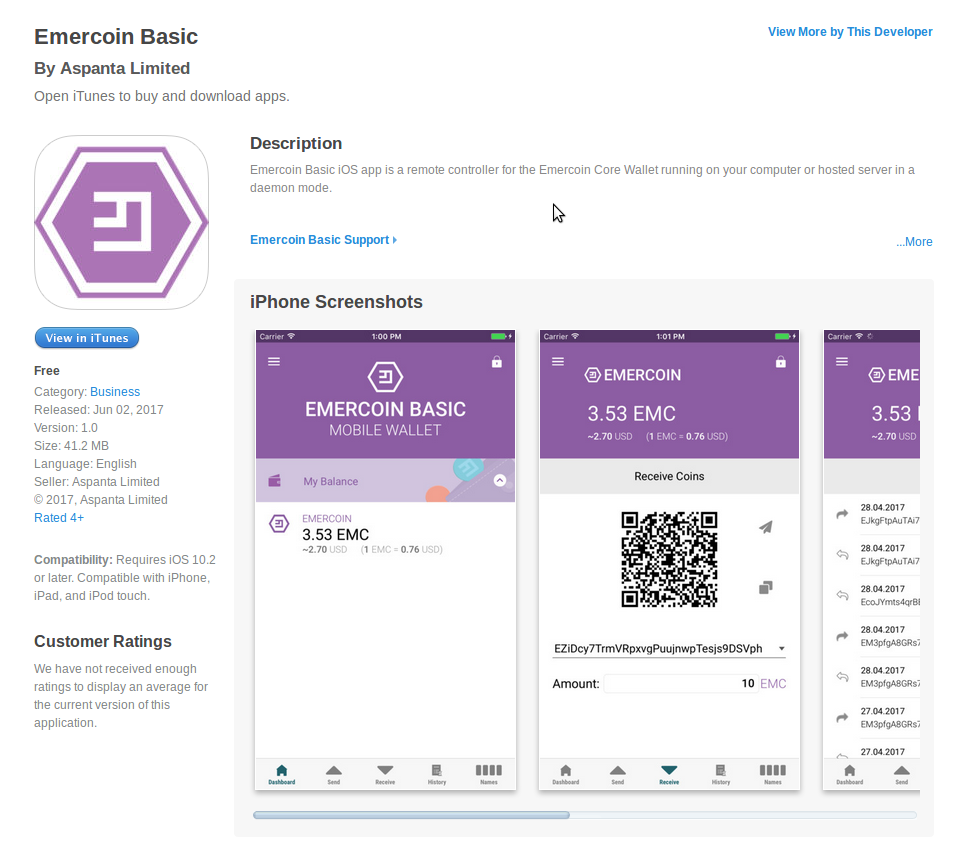 Emercoin Basic
View More by This Developer
By Aspanta Limited
Open iTunes to buy and download apps.
Description
Emercoin Basic iOS app is a remote controller for the Emercoin Core Wallet running on your computer or hosted server in a
daemon mode.
Emercoin Basic Support
...More
View in iTunes
Free
Category: Business
Released: Jun 02, 2017
Version: 1.0
Size: 41.2 MB
Language: English
Seller: Aspanta Limited
© 2017, Aspanta Limited
Rated 4+
Compatibility: Requires iOS 10.2
or later. Compatible with iPhone,
iPad, and iPod touch.
Customer Ratings
We have not received enough
ratings to display an average for
the current version of this
application.
iPhone Screenshots
Carrier 1:00 PM
EMERCOIN BASIC
MOBILE WALLET
My Balance
EMERCOIN
3.53 EMC
~2.70 USD (1 EMC = 0.76 USD)
Dashboard Send Receive History Names
Carrier 1:01 PM
EMERCOIN
3.53 EMC
~2.70 USD (1 EMC = 0.76 USD)
Receive Coins
EZiDcy7TrmVRpxvgPuujnwpTesjs9DSVph
Amount: 10 EMC
Dashboard Send Receive History Names
Carrier
EME
3.53
~2.70 USD
28.04.2017
EJkgFtpAuTAi7
28.04.2017
EJkgFtpAuTAi7
28.04.2017
EcoJYmts4qrBE
28.04.2017
EM3pfgA8GRs7
28.04.2017
EM3pfgA8GRs7
27.04.2017
EM3pfgA8GRs7
27.04.2017
Dashboard Send